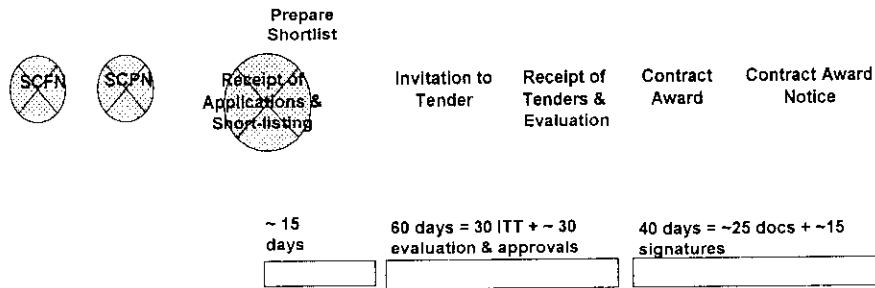 Prepare
Shortlist
SCFN
SCPN
Receipt of
Applications &
Short-listing
Invitation to
Tender
Receipt of
Tenders &
Evaluation
Contract
Award
Contract Award
Notice
~ 15
days
60 days = 30 ITT + ~ 30
evaluation & approvals
40 days = ~25 docs + ~15
signatures